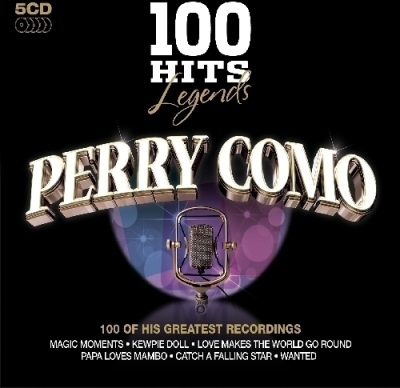 5CD
100
HITS
Legends
PERRY COMO
100 OF HIS GREATEST RECORDINGS
MAGIC MOMENTS • KEWPIE DOLL • LOVE MAKES THE WORLD GO ROUND
PAPA LOVES MAMBO • CATCH A FALLING STAR • WANTED